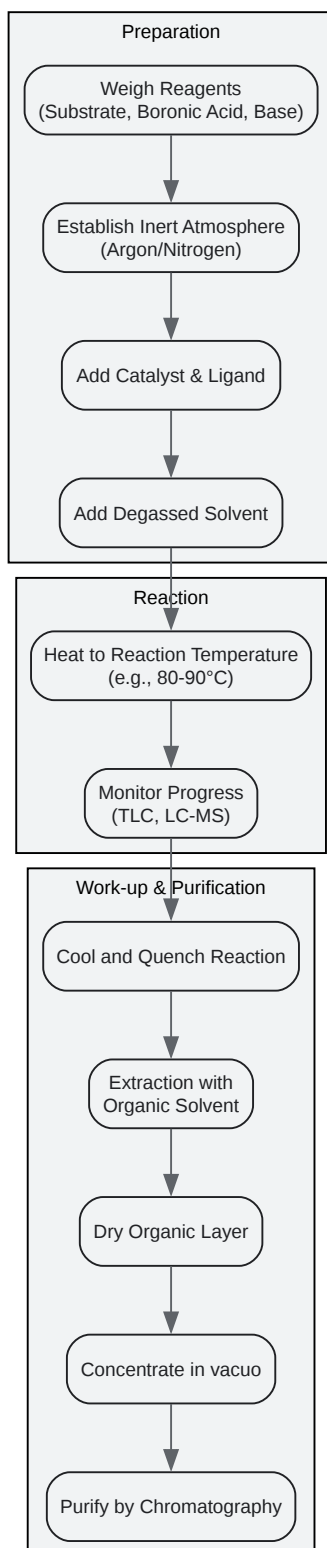 Preparation
Weigh Reagents
(Substrate, Boronic Acid, Base)
Establish Inert Atmosphere
(Argon/Nitrogen)
Add Catalyst & Ligand
Add Degassed Solvent
Reaction
Heat to Reaction Temperature
(e.g., 80-90°C)
Monitor Progress
(TLC, LC-MS)
Work-up & Purification
Cool and Quench Reaction
Extraction with
Organic Solvent
Dry Organic Layer
Concentrate in vacuo
Purify by Chromatography